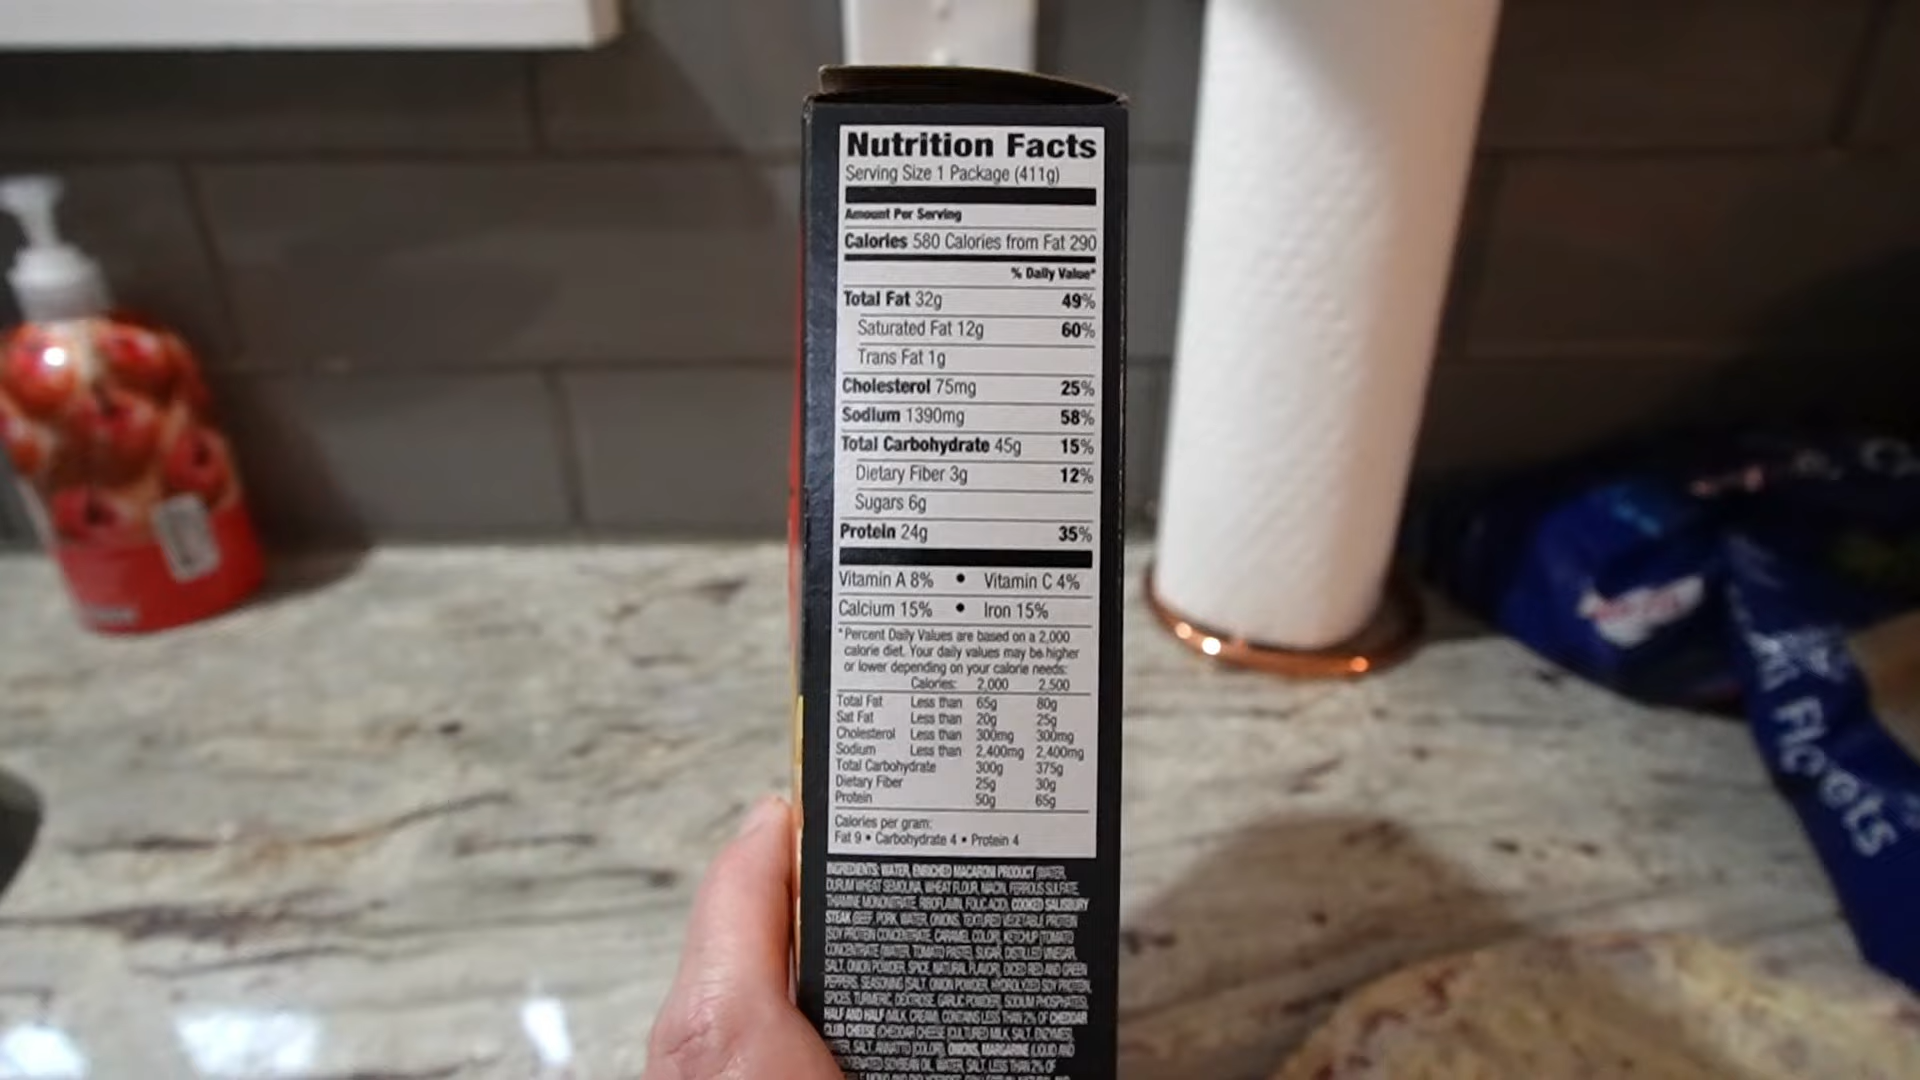 Nutrition Facts
Serving Size 1 Package (411g)
Amount Per Serving
Calories 580 Calories from Fat 290
% Daily Value*
Total Fat 32g 49%
Saturated Fat 12g 60%
Trans Fat 1g
Cholesterol 75mg 25%
Sodium 1390mg 58%
Total Carbohydrate 45g 15%
Dietary Fiber 3g 12%
Sugars 6g
Protein 24g 35%
Vitamin A 8% • Vitamin C 4%
Calcium 15% • Iron 15%
*Percent Daily Values are based on a 2,000
calorie diet. Your daily values may be higher
or lower depending on your calorie needs:
Calories: 2,000 2,500
Total Fat Less than 65g 80g
Sat Fat Less than 20g 25g
Cholesterol Less than 300mg 300mg
Sodium Less than 2,400mg 2,400mg
Total Carbohydrate 300g 375g
Dietary Fiber 25g 30g
Protein 50g 65g
Calories per gram:
Fat 9 • Carbohydrate 4 • Protein 4
INGREDIENTS: WATER, ENRICHED MACARONI PRODUCT (WATER,
DURUM WHEAT SEMOLINA, WHEAT FLOUR, NIACIN, FERROUS SULFATE,
THIAMINE MONONITRATE, RIBOFLAVIN, FOLIC ACID), COOKED SALISBURY
STEAK (BEEF, PORK, WATER, ONIONS, TEXTURED VEGETABLE PROTEIN
(SOY PROTEIN CONCENTRATE, CARAMEL COLOR), KETCHUP (TOMATO
CONCENTRATE (WATER, TOMATO PASTE), SUGAR, DISTILLED VINEGAR,
SALT, ONION POWDER, SPICE, NATURAL FLAVOR), DICED RED AND GREEN
PEPPERS, SEASONING (SALT, ONION POWDER, HYDROLYZED SOY PROTEIN,
SPICES, TURMERIC, DEXTROSE, GARLIC POWDER), SODIUM PHOSPHATES),
HALF AND HALF (MILK, CREAM), CONTAINS LESS THAN 2% OF CHEDDAR
CLUB CHEESE (CHEDDAR CHEESE (CULTURED MILK, SALT, ENZYMES),
SALT, ANNATTO (COLOR)), ONIONS, MARGARINE (LIQUID AND
SOYBEAN OIL, WATER, SALT, LESS THAN 2% OF
Florets